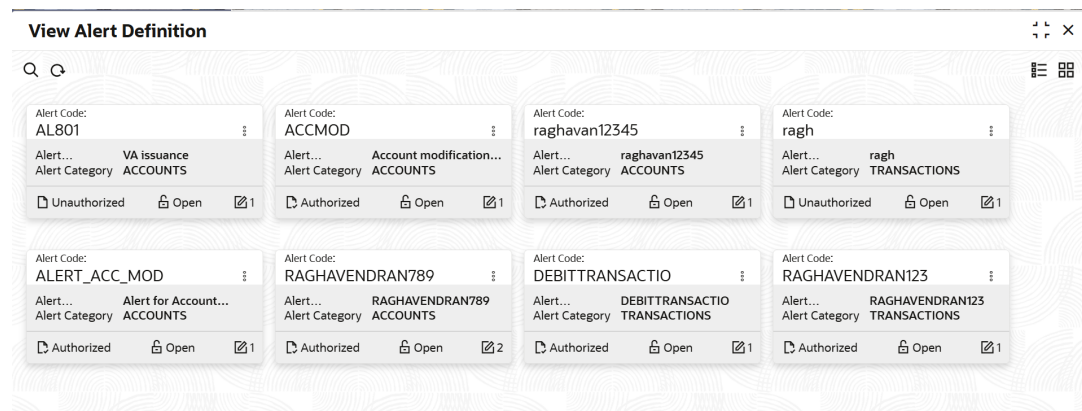 View Alert Definition
Alert Code:
AL801
Alert... VA issuance
Alert Category ACCOUNTS
Unauthorized Open 1
Alert Code:
ACCMOD
Alert... Account modification...
Alert Category ACCOUNTS
Authorized Open 1
Alert Code:
raghavan12345
Alert... raghavan12345
Alert Category ACCOUNTS
Authorized Open 1
Alert Code:
ragh
Alert... ragh
Alert Category TRANSACTIONS
Unauthorized Open 1
Alert Code:
ALERT_ACC_MOD
Alert... Alert for Account...
Alert Category ACCOUNTS
Authorized Open 1
Alert Code:
RAGHAVENDRAN789
Alert... RAGHAVENDRAN789
Alert Category ACCOUNTS
Authorized Open 2
Alert Code:
DEBITTRANSACTIO
Alert... DEBITTRANSACTIO
Alert Category TRANSACTIONS
Authorized Open 1
Alert Code:
RAGHAVENDRAN123
Alert... RAGHAVENDRAN123
Alert Category TRANSACTIONS
Authorized Open 1